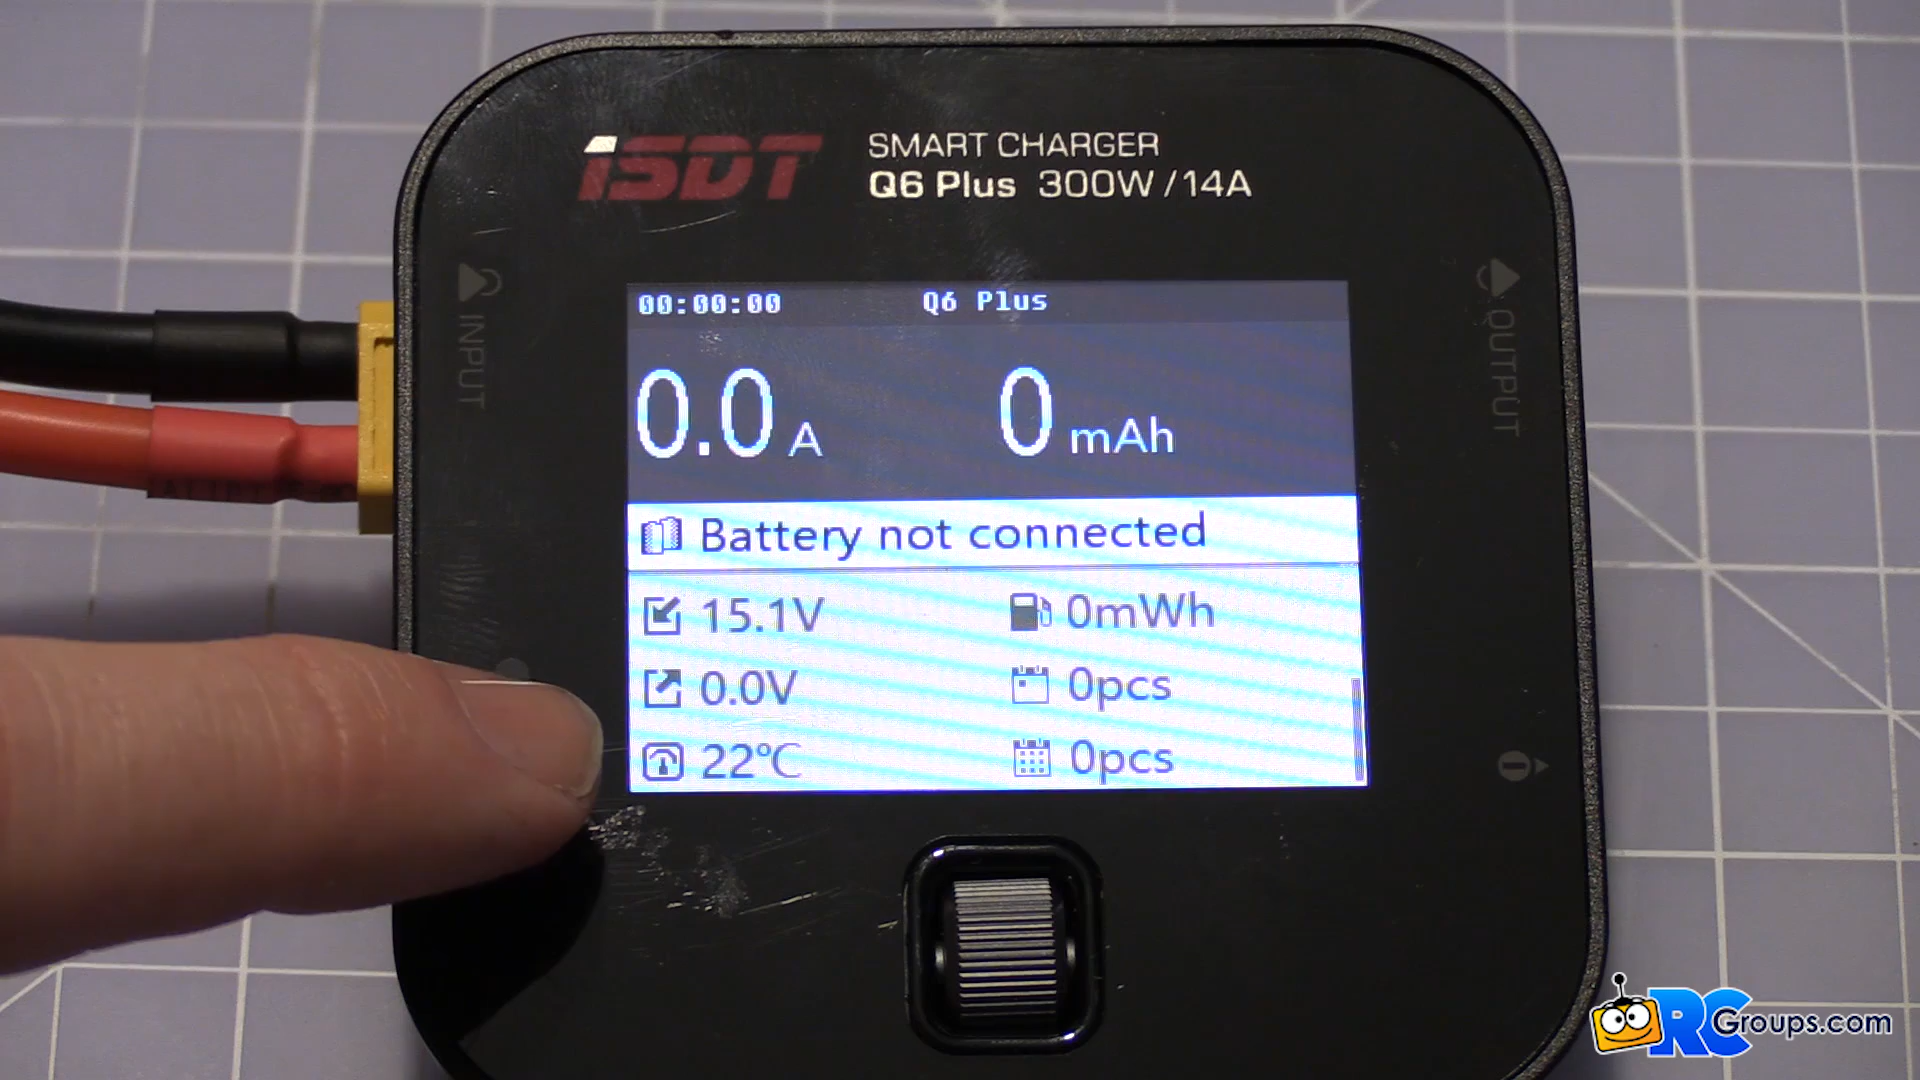 iSDT
SMART CHARGER
Q6 Plus 300W / 14A
INPUT
OUTPUT
00:00:00 Q6 Plus
0.0 A 0 mAh
Battery not connected
15.1V 0mWh
0.0V 0pcs
22℃ 0pcs
RCGroups.com